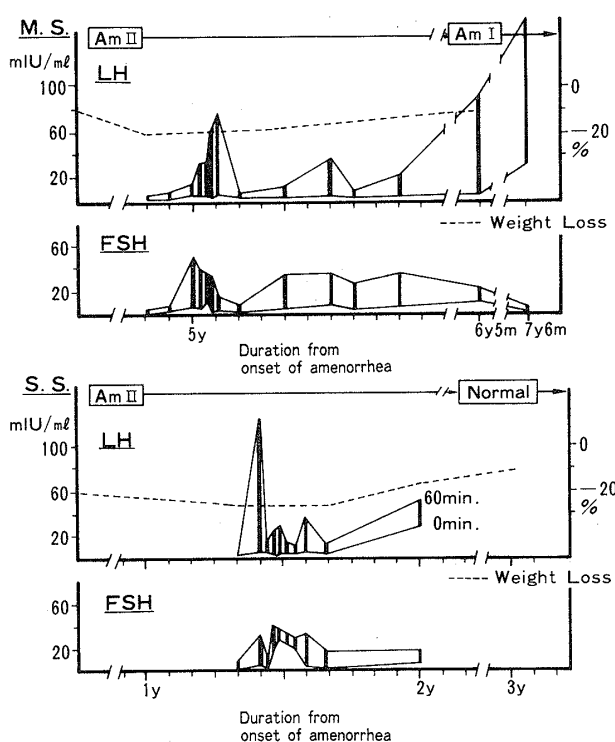 M. S.
Am II
Am I
mIU/ml
LH
100
60
20
0
—20
%
Weight Loss
FSH
60
20
5y
6y5m 7y6m
Duration from
onset of amenorrhea
S. S.
Am II
Normal
mIU/ml
LH
100
60
20
0
—20
%
60min.
0min.
Weight Loss
FSH
60
20
1y
2y
3y
Duration from
onset of amenorrhea